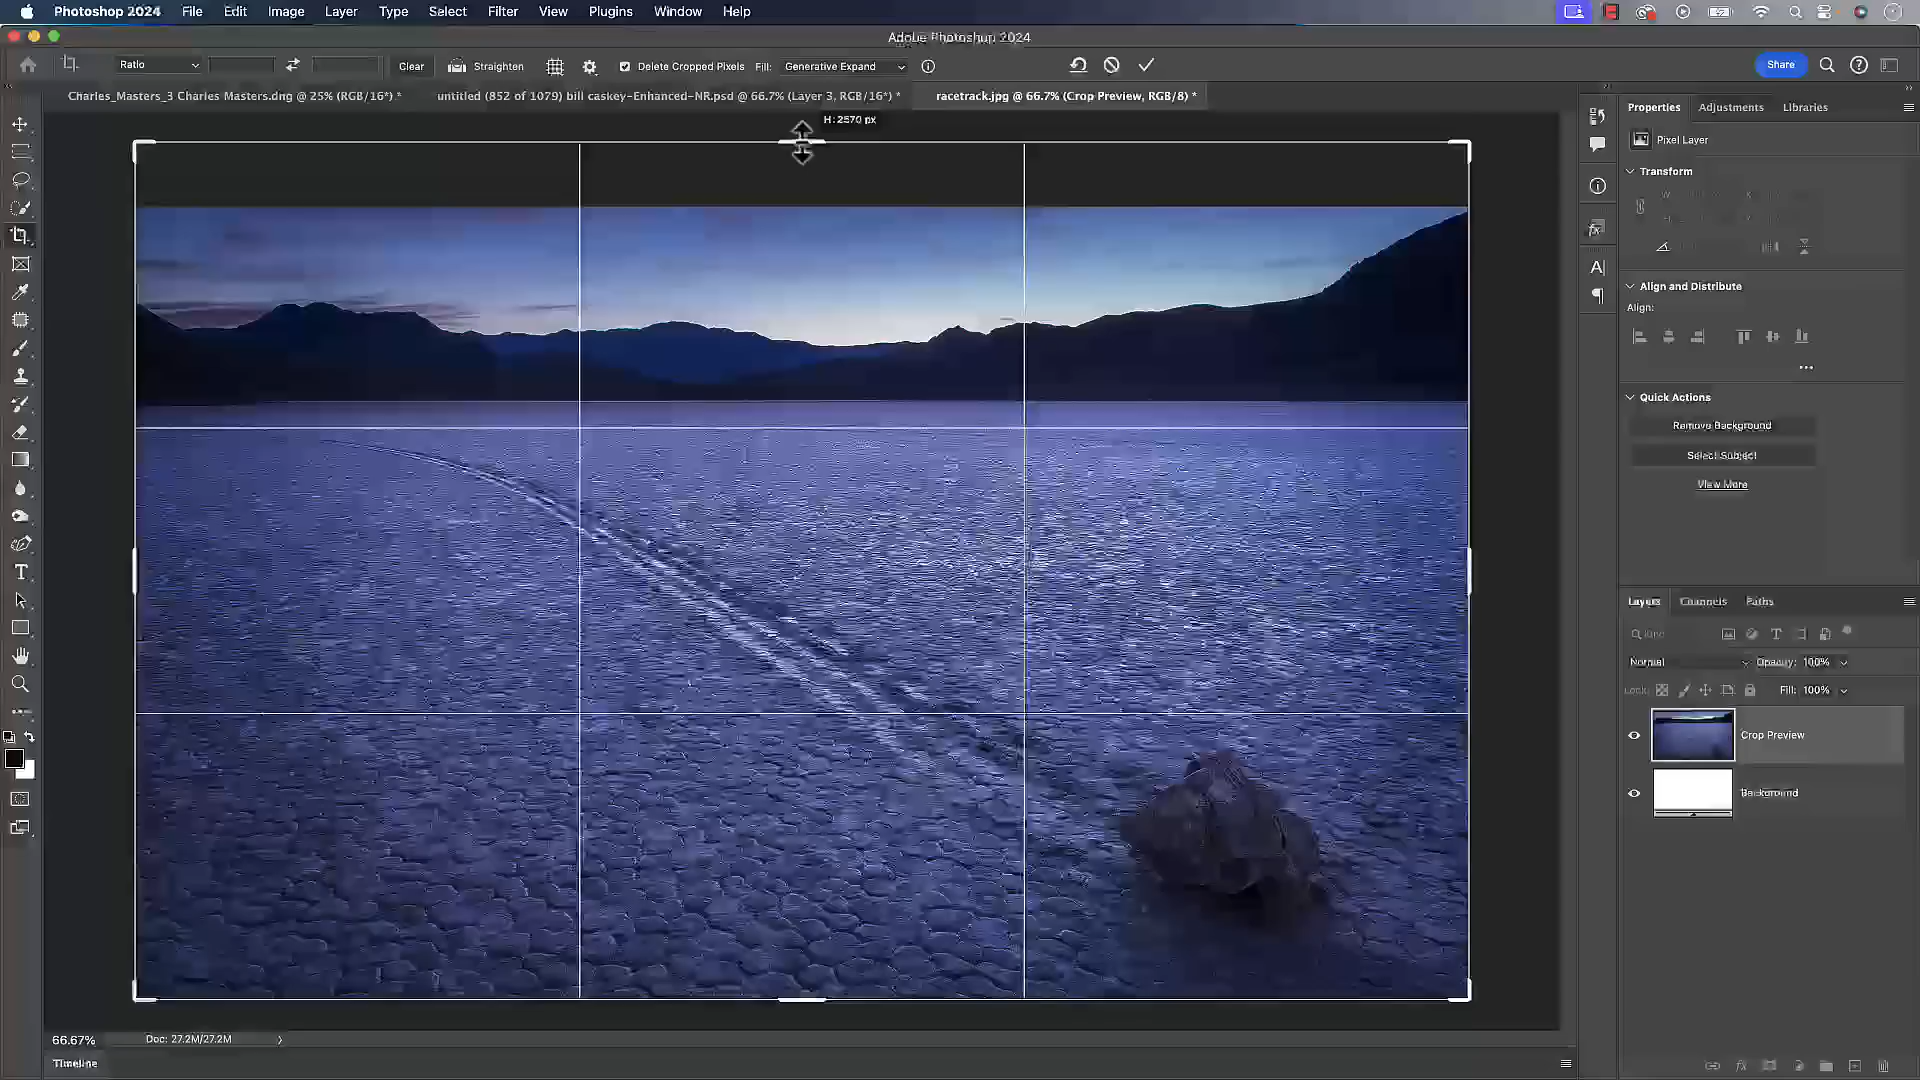 Photoshop 2024 File Edit Image Layer Type Select Filter View Plugins Window Help
Adobe Photoshop 2024
Ratio Clear Straighten Delete Cropped Pixels Fill: Generative Expand Share
Charles_Masters_3 Charles Masters.dng @ 25% (RGB/16*) * untitled (852 of 1079) bill caskey-Enhanced-NR.psd @ 66.7% (Layer 3, RGB/16*) * racetrack.jpg @ 66.7% (Crop Preview, RGB/8) *
H: 2570 px
Properties Adjustments Libraries
Pixel Layer
Transform
Align and Distribute
Align:
Quick Actions
Remove Background
Select Subject
View More
Layers Channels Paths
Kind
Normal Opacity: 100%
Lock: Fill: 100%
Crop Preview
Background
66.67% Doc: 27.2M/27.2M
Timeline